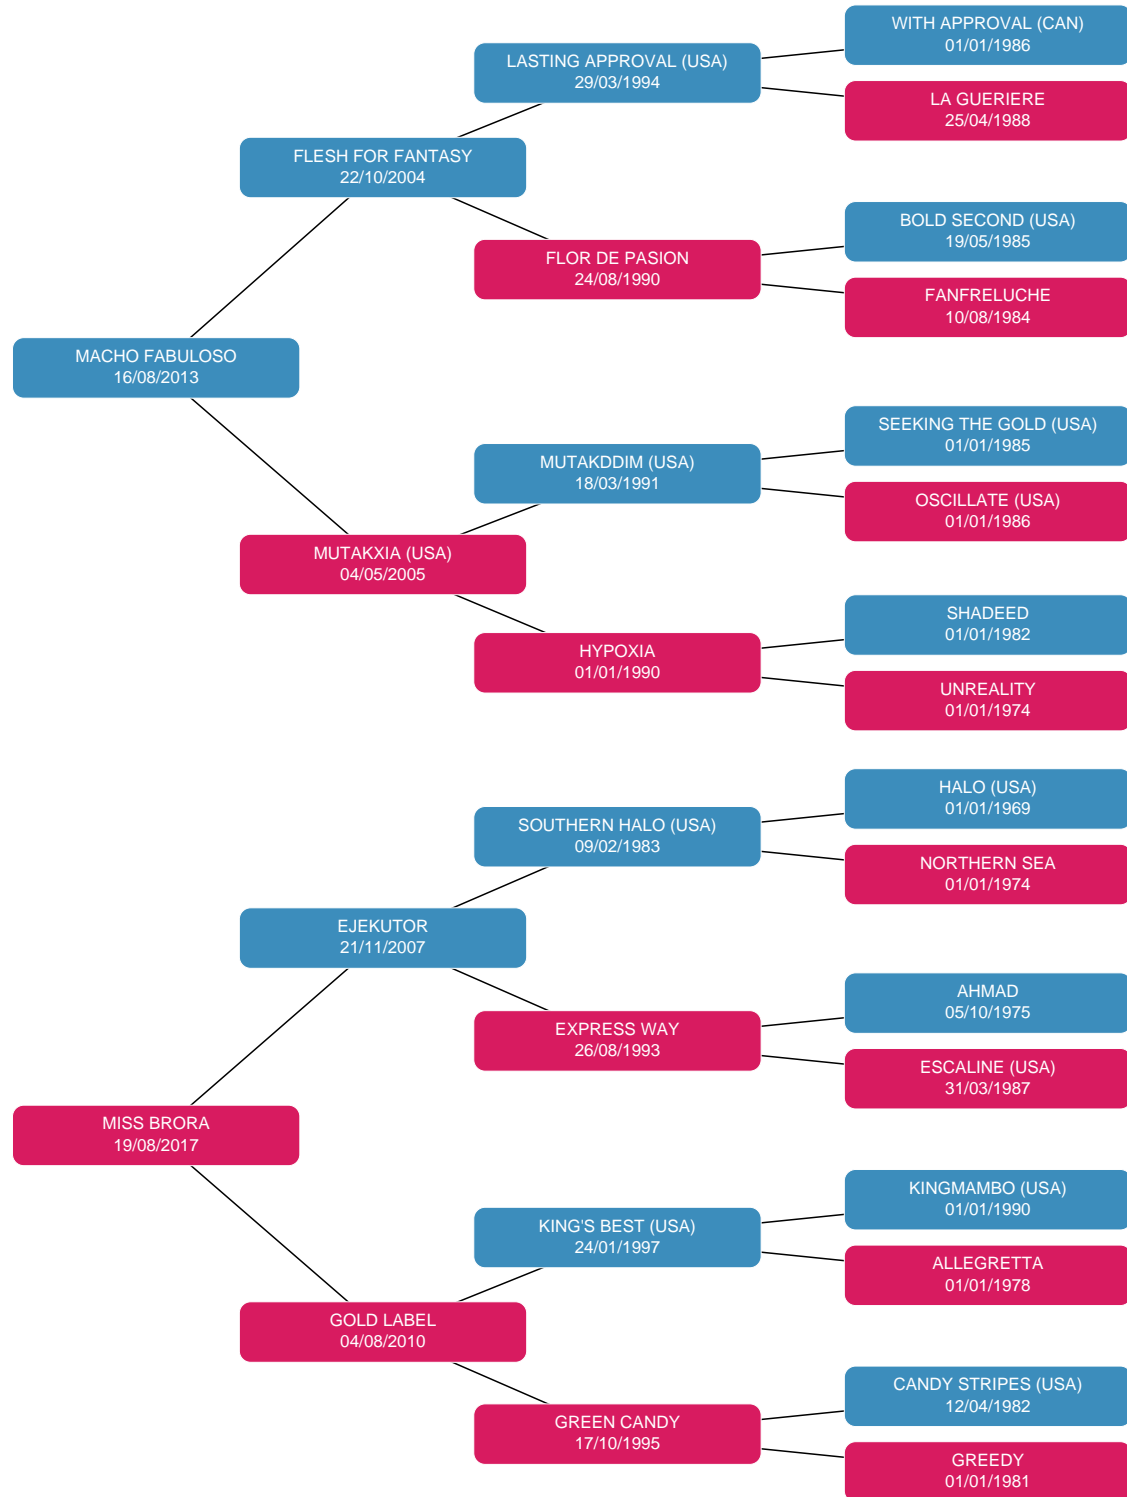 WITH APPROVAL (CAN)
01/01/1986
LASTING APPROVAL (USA)
29/03/1994
LA GUERIERE
25/04/1988
FLESH FOR FANTASY
22/10/2004
BOLD SECOND (USA)
19/05/1985
FLOR DE PASION
24/08/1990
FANFRELUCHE
10/08/1984
MACHO FABULOSO
16/08/2013
SEEKING THE GOLD (USA)
01/01/1985
MUTAKDDIM (USA)
18/03/1991
OSCILLATE (USA)
01/01/1986
MUTAKXIA (USA)
04/05/2005
SHADEED
01/01/1982
HYPOXIA
01/01/1990
UNREALITY
01/01/1974
HALO (USA)
01/01/1969
SOUTHERN HALO (USA)
09/02/1983
NORTHERN SEA
01/01/1974
EJEKUTOR
21/11/2007
AHMAD
05/10/1975
EXPRESS WAY
26/08/1993
ESCALINE (USA)
31/03/1987
MISS BRORA
19/08/2017
KINGMAMBO (USA)
01/01/1990
KING'S BEST (USA)
24/01/1997
ALLEGRETTA
01/01/1978
GOLD LABEL
04/08/2010
CANDY STRIPES (USA)
12/04/1982
GREEN CANDY
17/10/1995
GREEDY
01/01/1981